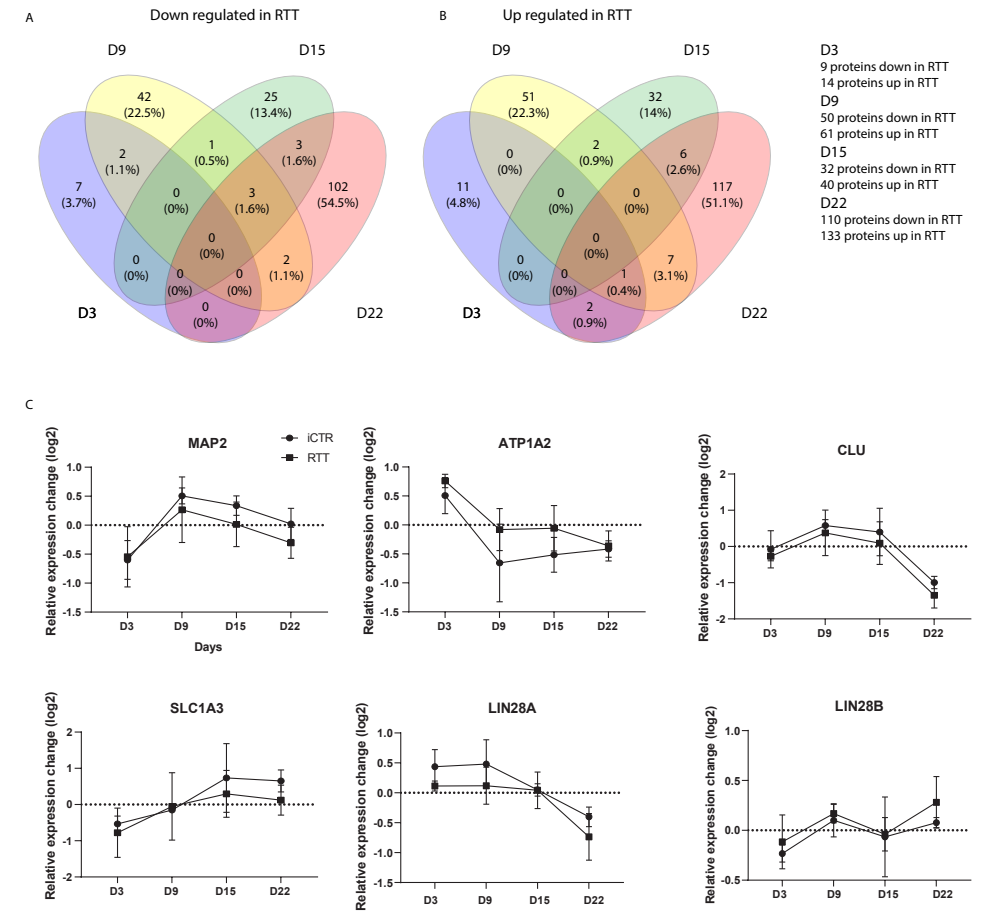 A
Down regulated in RTT
D9
D15
42
(22.5%)
25
(13.4%)
2
(1.1%)
1
(0.5%)
3
(1.6%)
7
(3.7%)
0
(0%)
3
(1.6%)
102
(54.5%)
0
(0%)
0
(0%)
0
(0%)
0
(0%)
2
(1.1%)
0
(0%)
D3
D22
B
Up regulated in RTT
D9
D15
51
(22.3%)
32
(14%)
0
(0%)
2
(0.9%)
6
(2.6%)
11
(4.8%)
0
(0%)
0
(0%)
117
(51.1%)
0
(0%)
0
(0%)
0
(0%)
1
(0.4%)
7
(3.1%)
2
(0.9%)
D3
D22
D3
9 proteins down in RTT
14 proteins up in RTT
D9
50 proteins down in RTT
61 proteins up in RTT
D15
32 proteins down in RTT
40 proteins up in RTT
D22
110 proteins down in RTT
133 proteins up in RTT
C
MAP2
iCTR
RTT
Relative expression change (log2)
1.0
0.5
0.0
-0.5
-1.0
-1.5
D3 D9 D15 D22
Days
ATP1A2
Relative expression change (log2)
1.0
0.5
0.0
-0.5
-1.0
-1.5
D3 D9 D15 D22
CLU
Relative expression change (log2)
2
1
0
-1
-2
D3 D9 D15 D22
SLC1A3
Relative expression change (log2)
2
1
0
-1
-2
D3 D9 D15 D22
LIN28A
Relative expression change (log2)
1.0
0.5
0.0
-0.5
-1.0
-1.5
D3 D9 D15 D22
LIN28B
Relative expression change (log2)
1.0
0.5
0.0
-0.5
D3 D9 D15 D22